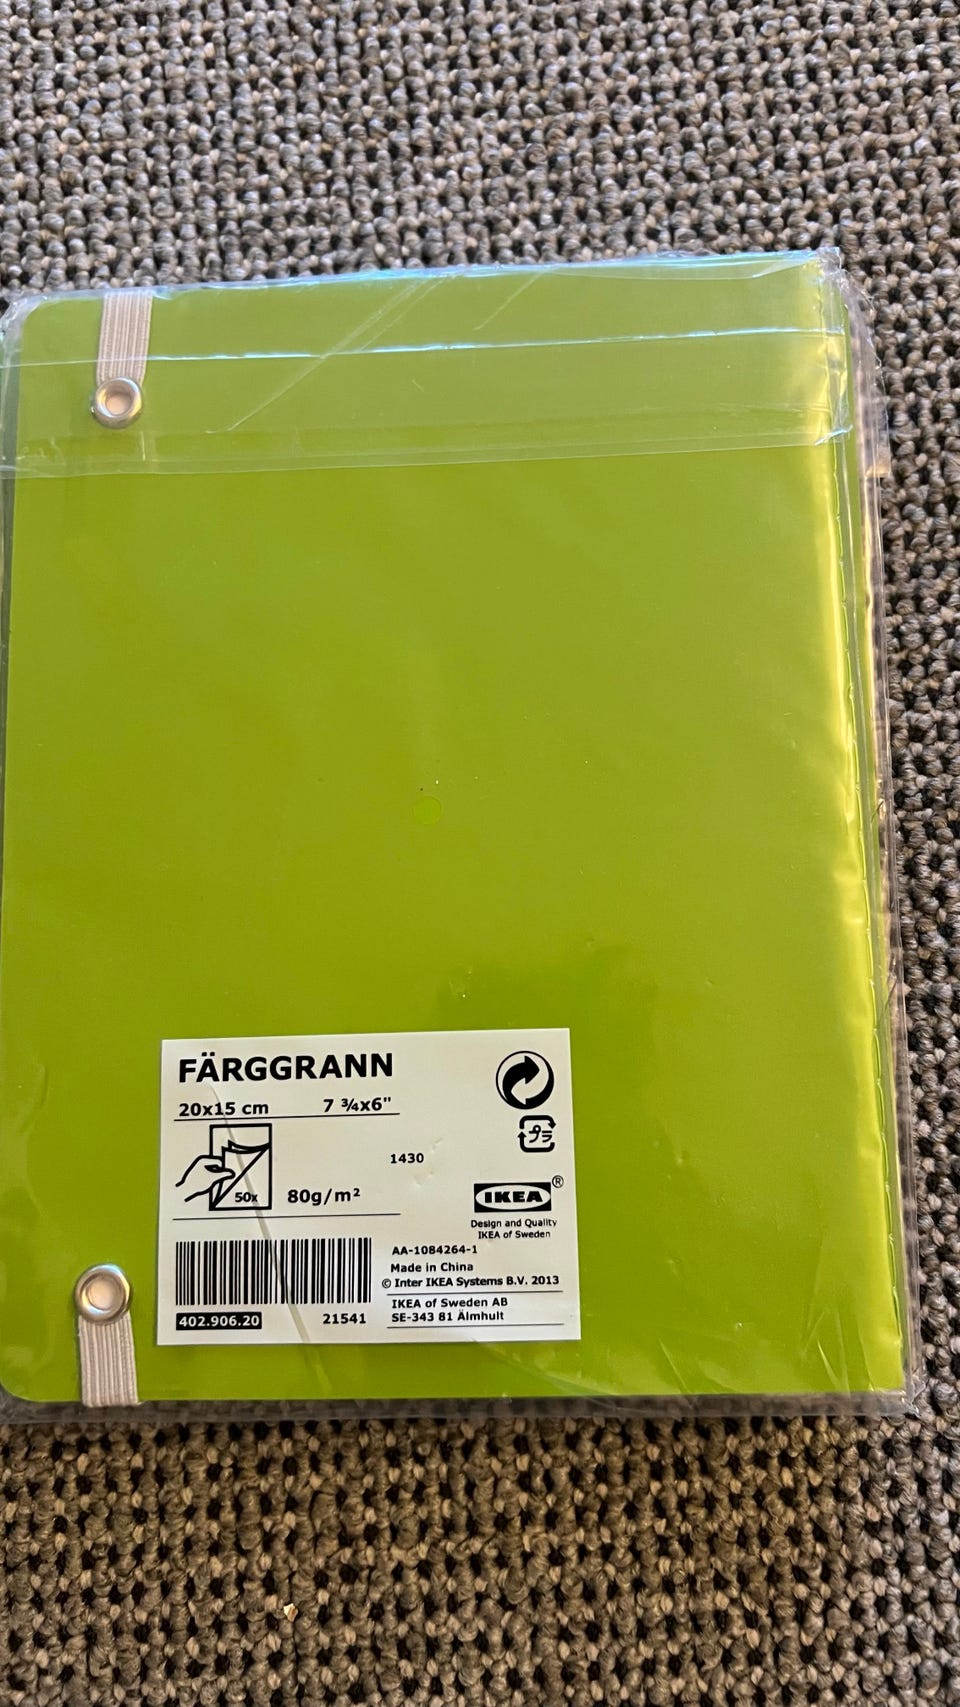 FÄRGGRANN
20x15 cm 7 ¾x6"
50x 80g/m²
1430
プラ
IKEA®
Design and Quality
IKEA of Sweden
AA-1084264-1
Made in China
© Inter IKEA Systems B.V. 2013
IKEA of Sweden AB
SE-343 81 Älmhult
402.906.20 21541